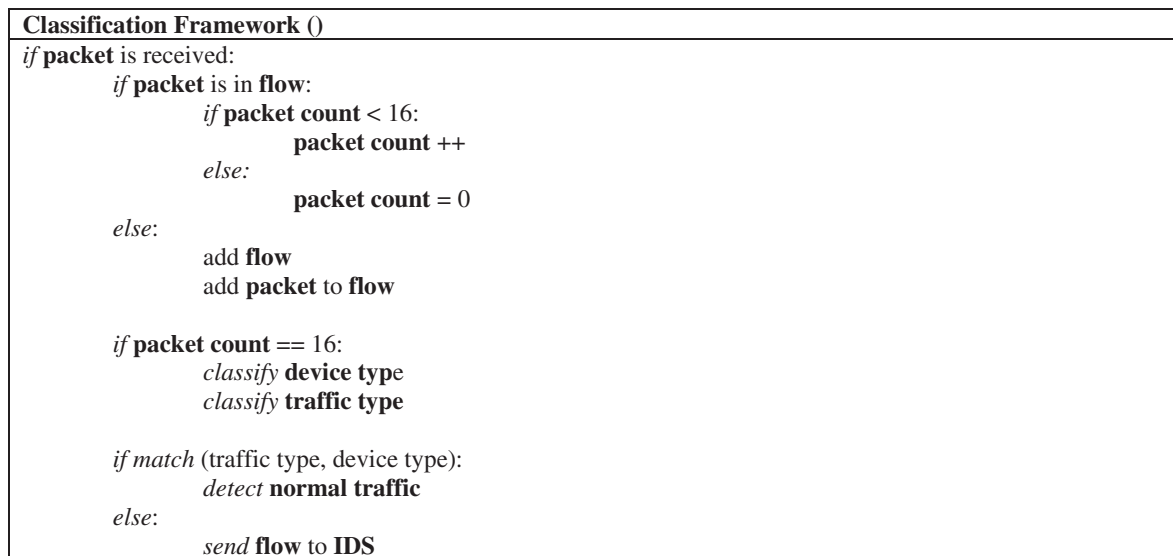 Classification Framework ()
if packet is received:
if packet is in flow:
if packet count < 16:
packet count ++
else:
packet count = 0
else:
add flow
add packet to flow
if packet count == 16:
classify device type
classify traffic type
if match (traffic type, device type):
detect normal traffic
else:
send flow to IDS